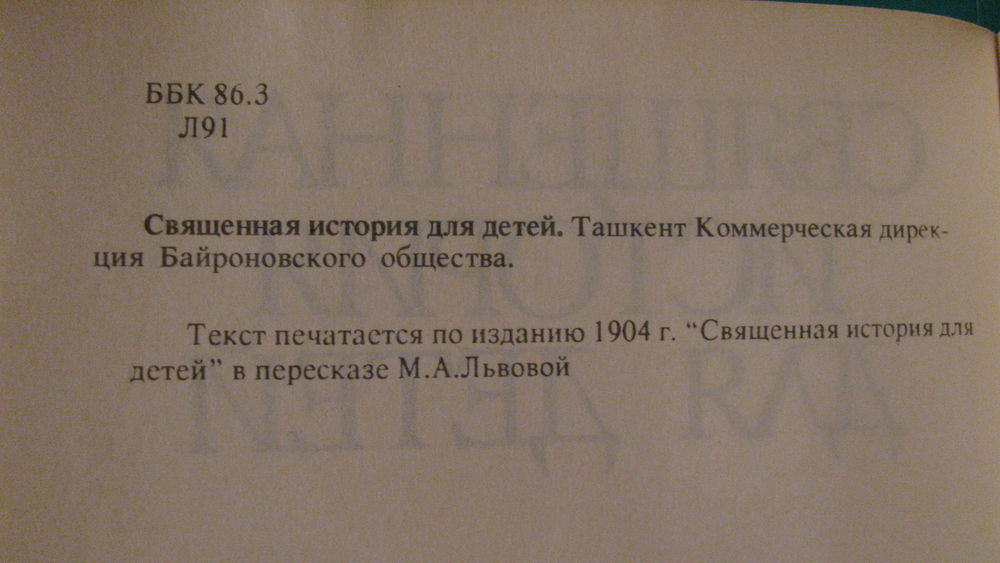 ББК 86.3
Л91
Священная история для детей. Ташкент Коммерческая дирек-
ция Байроновского общества.
Текст печатается по изданию 1904 г. “Священная история для
детей” в пересказе М.А.Львовой